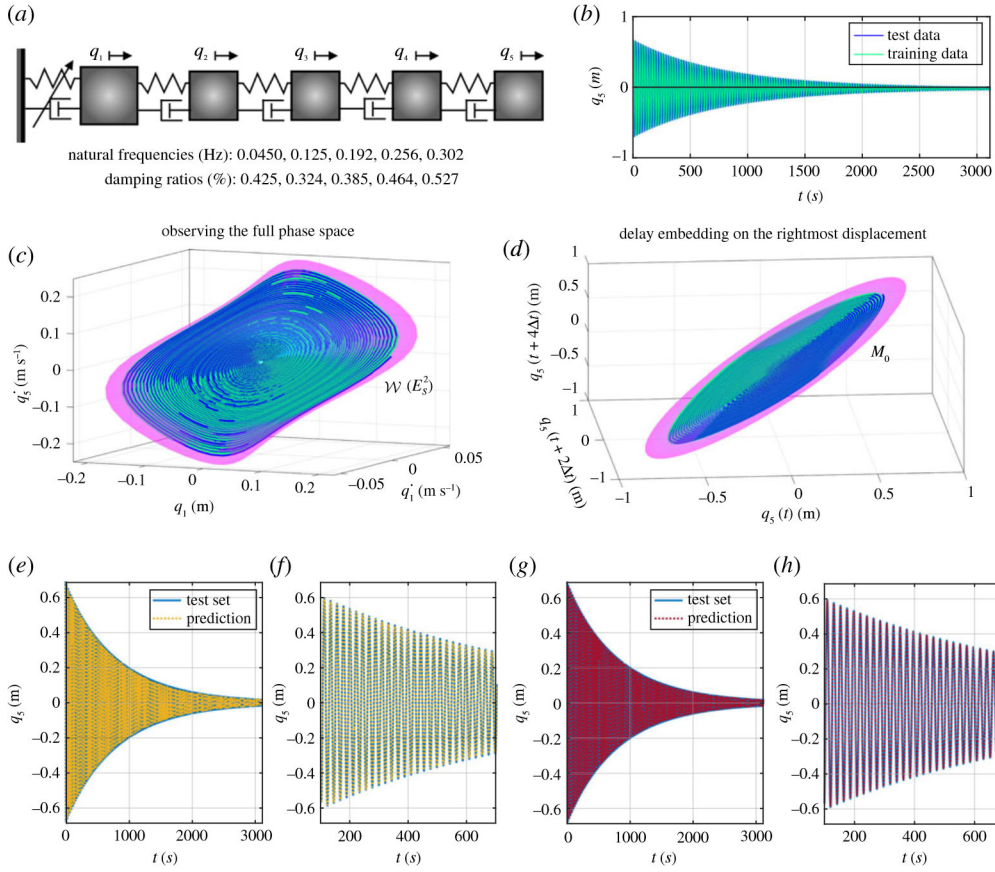 (a)
q₁ q₂ q₃ q₄ q₅
natural frequencies (Hz): 0.0450, 0.125, 0.192, 0.256, 0.302
damping ratios (%): 0.425, 0.324, 0.385, 0.464, 0.527
(b)
1
0
–1
q₅ (m)
test data
training data
0 500 1000 1500 2000 2500 3000
t (s)
observing the full phase space
(c)
0.2
0.1
0
–0.1
–0.2
q̇₅ (m s⁻¹)
𝒲 (E_S²)
–0.2 –0.1 0 0.1 0.2
q₁ (m)
–0.05 0 0.05
q̇₁ (m s⁻¹)
delay embedding on the rightmost displacement
(d)
1
0.5
0
–0.5
–1
q₅ (t + 4Δt) (m)
1
0
–1
q₅ (t + 2Δt) (m)
M₀
–1 –0.5 0 0.5 1
q₅ (t) (m)
(e)
0.6
0.4
0.2
0
–0.2
–0.4
–0.6
q₅ (m)
test set
prediction
0 1000 2000 3000
t (s)
(f)
0.6
0.4
0.2
0
–0.2
–0.4
–0.6
q₅ (m)
200 400 600
t (s)
(g)
0.6
0.4
0.2
0
–0.2
–0.4
–0.6
q₅ (m)
test set
prediction
0 1000 2000 3000
t (s)
(h)
0.6
0.4
0.2
0
–0.2
–0.4
–0.6
q₅ (m)
200 400 600
t (s)